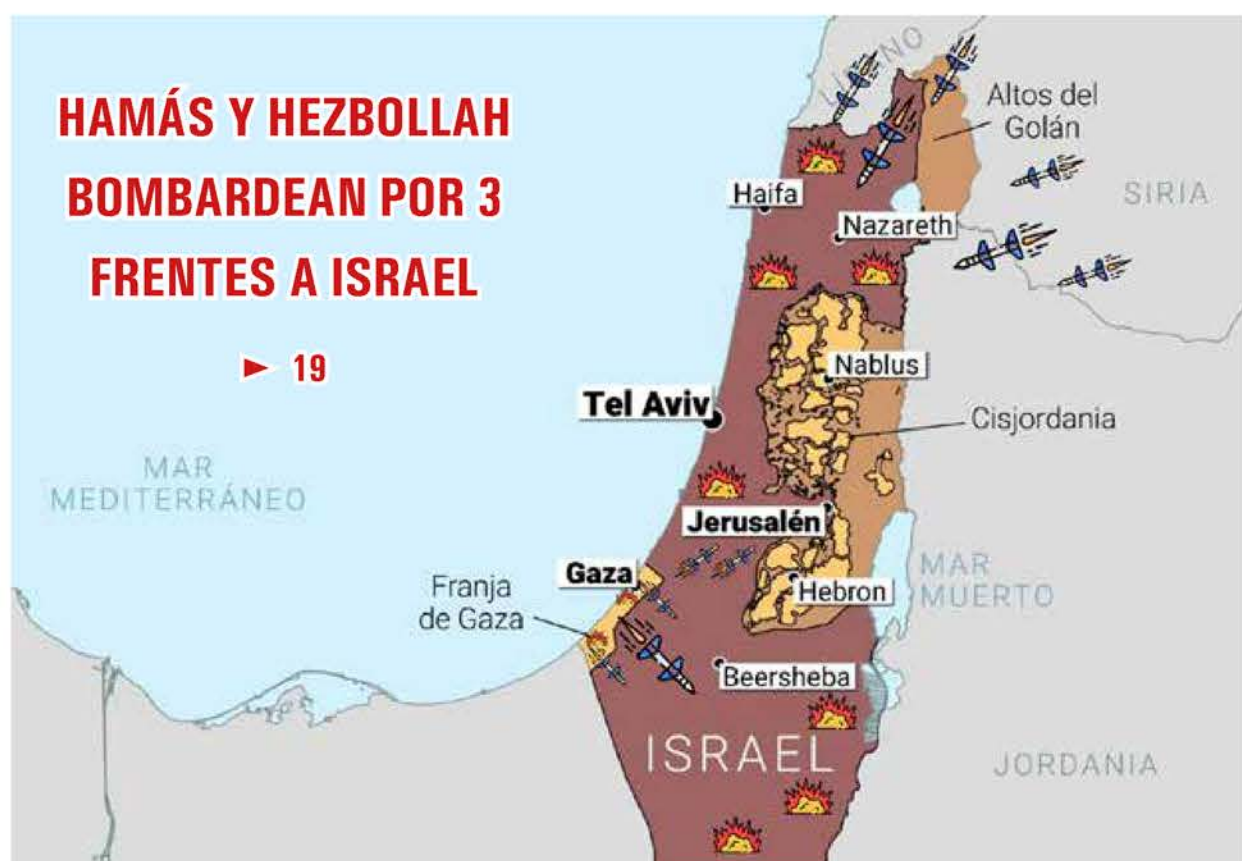 HAMÁS Y HEZBOLLAH
BOMBARDEAN POR 3
FRENTES A ISRAEL
► 19
Altos del
Golán
SIRIA
Haifa
Nazareth
Nablus
Tel Aviv
Cisjordania
MAR
MEDITERRÁNEO
Jerusalén
Gaza
Franja
de Gaza
Hebron
MAR
MUERTO
Beersheba
ISRAEL
JORDANIA